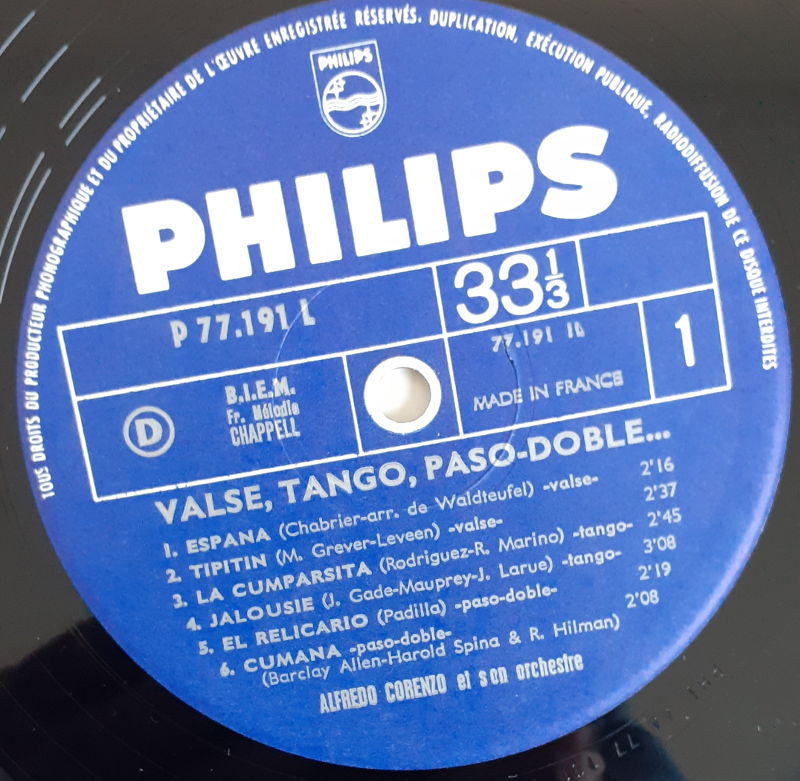 TOUS DROITS DU PRODUCTEUR PHONOGRAPHIQUE ET DU PROPRIÉTAIRE DE L'ŒUVRE ENREGISTRÉE RÉSERVÉS. DUPLICATION, EXÉCUTION PUBLIQUE, RADIODIFFUSION DE CE DISQUE INTERDITES
PHILIPS
PHILIPS
P 77.191 L
33 1/3
D
B.I.E.M.
Fr. Mélodie
CHAPPELL
77.191
MADE IN FRANCE
1
VALSE, TANGO, PASO-DOBLE...
1. ESPANA (Chabrier-arr. de Waldteufel) -valse- 2'16
2. TIPITIN (M. Grever-Leveen) -valse- 2'37
3. LA CUMPARSITA (Rodriguez-R. Marino) -tango- 2'45
4. JALOUSIE (J. Gade-Mauprey-J. Larue) -tango- 3'08
5. EL RELICARIO (Padilla) -paso-doble- 2'19
6. CUMANA -paso-doble- 2'08
(Barclay Allen-Harold Spina & R. Hilman)
ALFREDO CORENZO et son orchestre